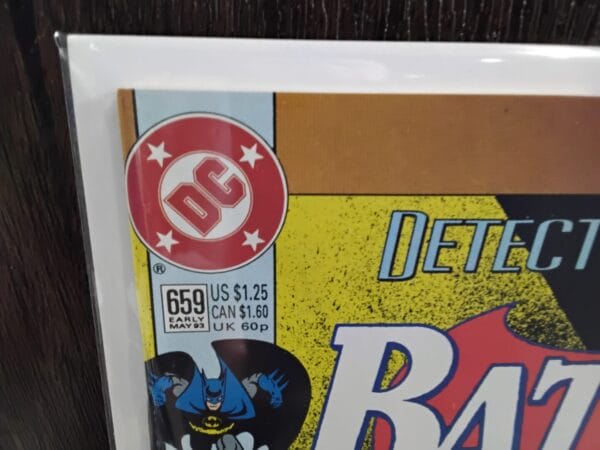 DC
®
659
EARLY
MAY 93
US $1.25
CAN $1.60
UK 60p
DETECT
BAT